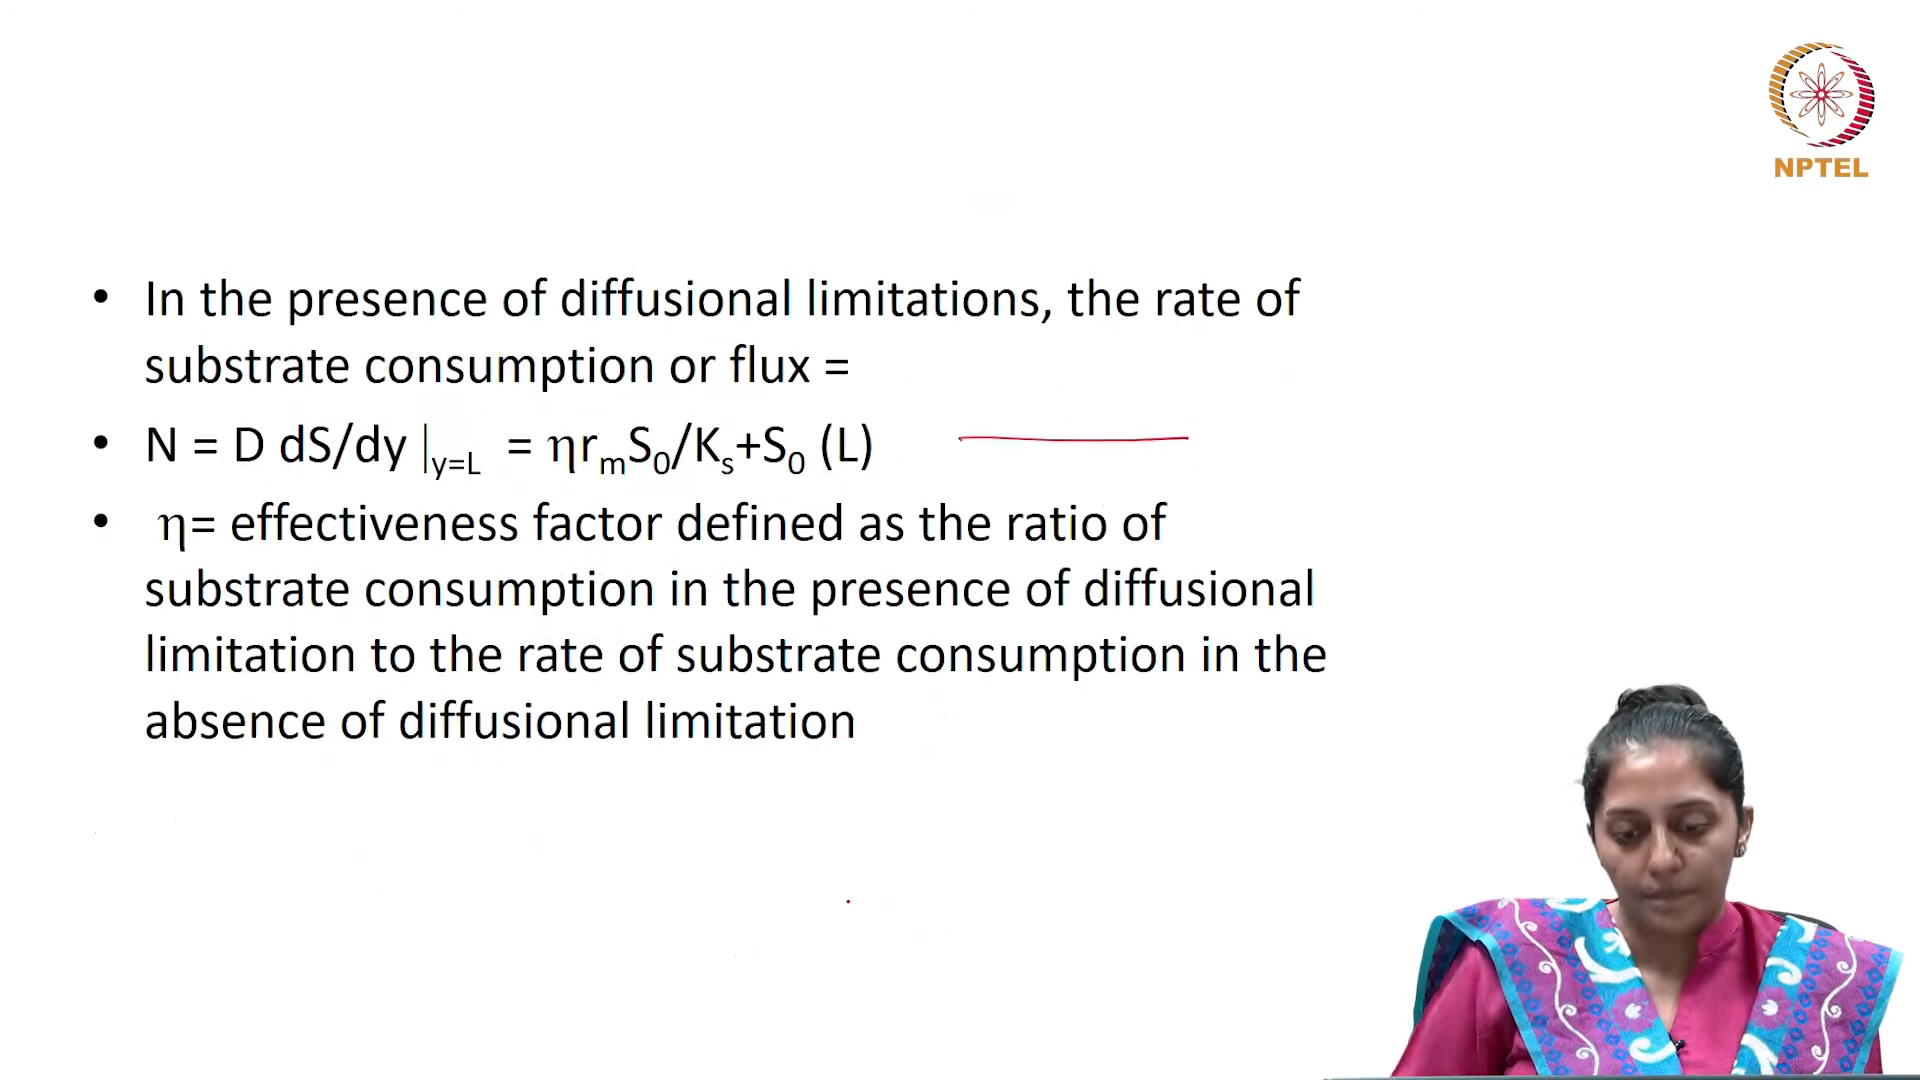 NPTEL
• In the presence of diffusional limitations, the rate of
substrate consumption or flux =
• N = D dS/dy |y=L = ηrmS0/Ks+S0 (L)
• η= effectiveness factor defined as the ratio of
substrate consumption in the presence of diffusional
limitation to the rate of substrate consumption in the
absence of diffusional limitation